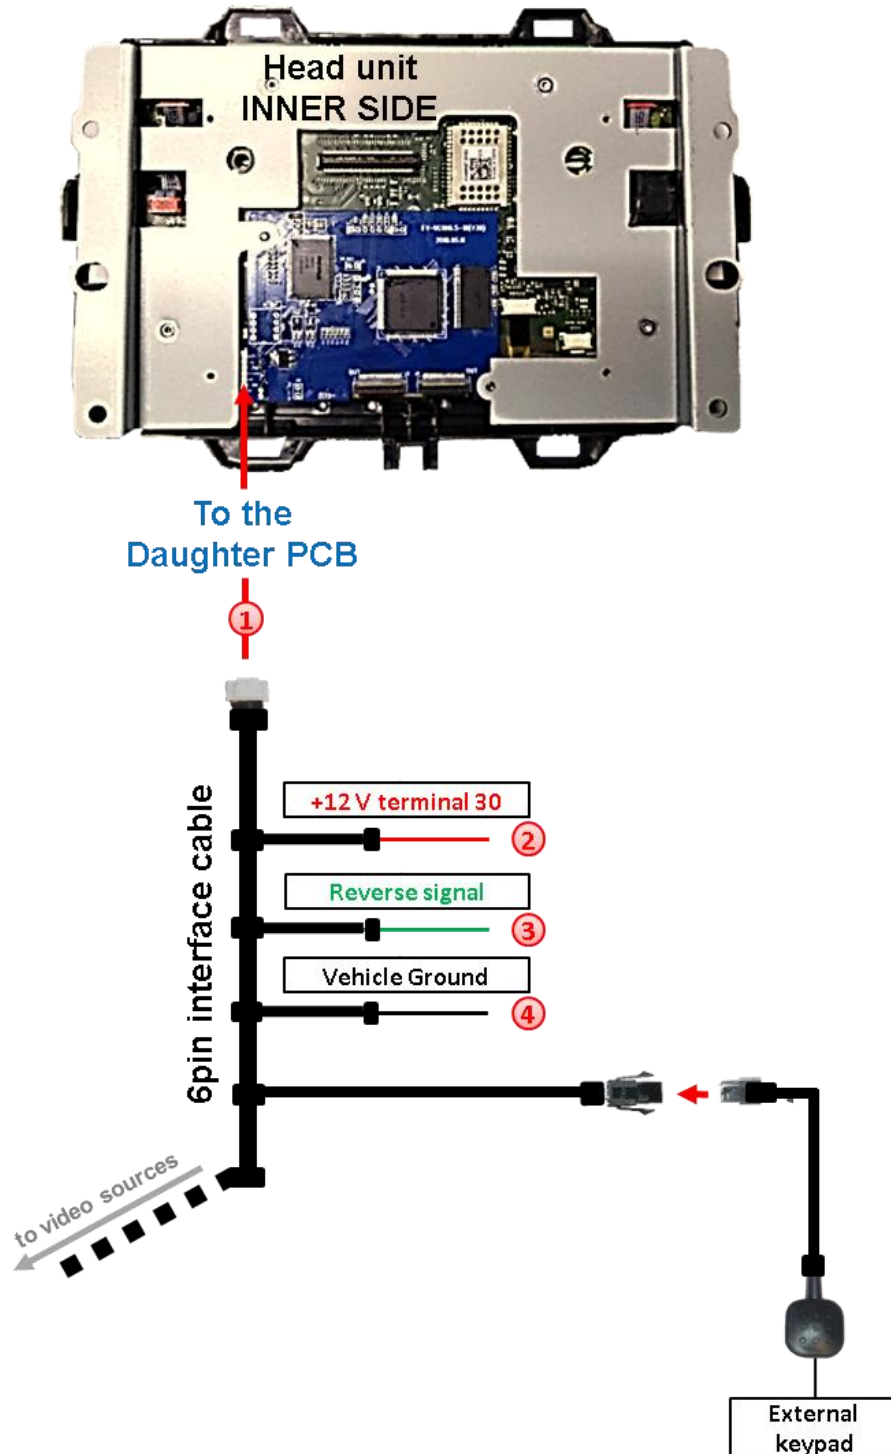 Head unit
INNER SIDE
To the
Daughter PCB
1
6pin interface cable
+12 V terminal 30
2
Reverse signal
3
Vehicle Ground
4
to video sources
External
keypad